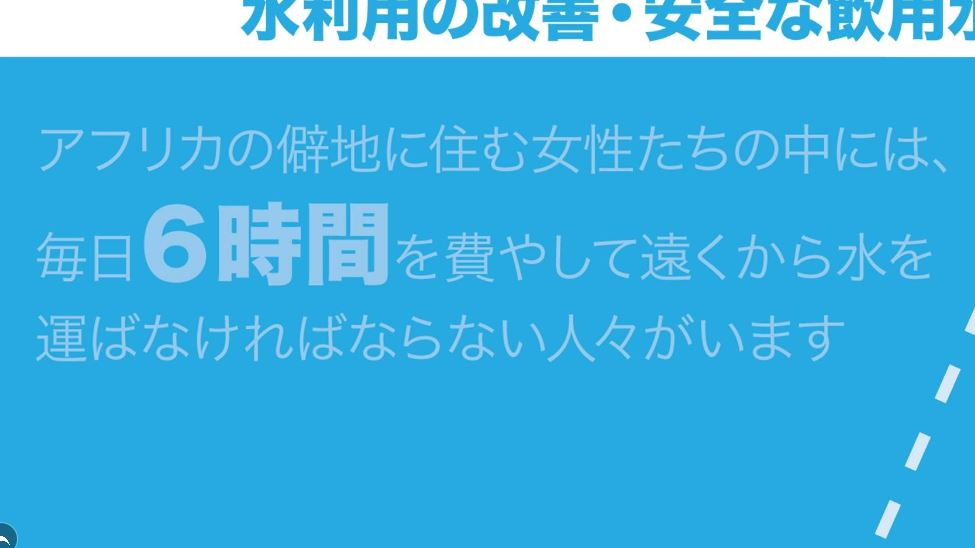 水利用の改善・安全な飲用水
アフリカの僻地に住む女性たちの中には、
毎日6時間を費やして遠くから水を
運ばなければならない人々がいます